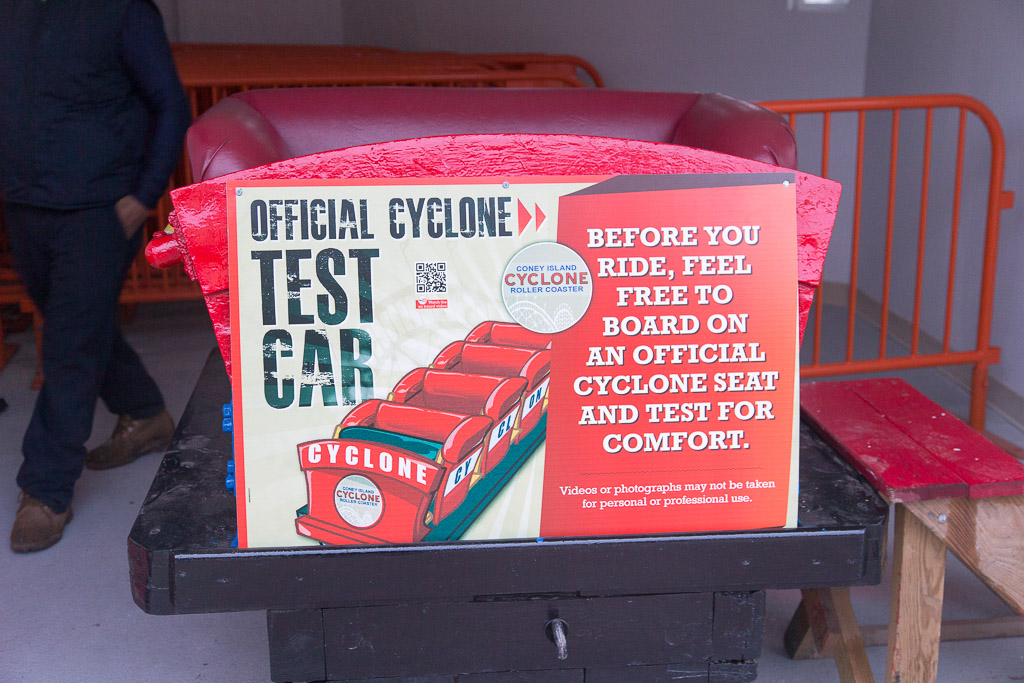 OFFICIAL CYCLONE
TEST
CAR
CONEY ISLAND
CYCLONE
ROLLER COASTER
BEFORE YOU
RIDE, FEEL
FREE TO
BOARD ON
AN OFFICIAL
CYCLONE SEAT
AND TEST FOR
COMFORT.
Videos or photographs may not be taken
for personal or professional use.
CYCLONE
CONEY ISLAND
CYCLONE
ROLLER COASTER
CY
CL
ON